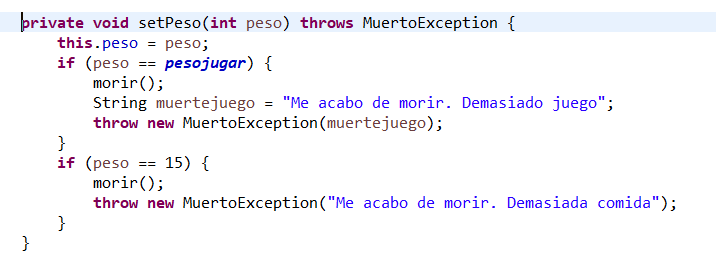 private void setPeso(int peso) throws MuertoException {
    this.peso = peso;
    if (peso == pesojugar) {
        morir();
        String muertejuego = "Me acabo de morir. Demasiado juego";
        throw new MuertoException(muertejuego);
    }
    if (peso == 15) {
        morir();
        throw new MuertoException("Me acabo de morir. Demasiada comida");
    }
}